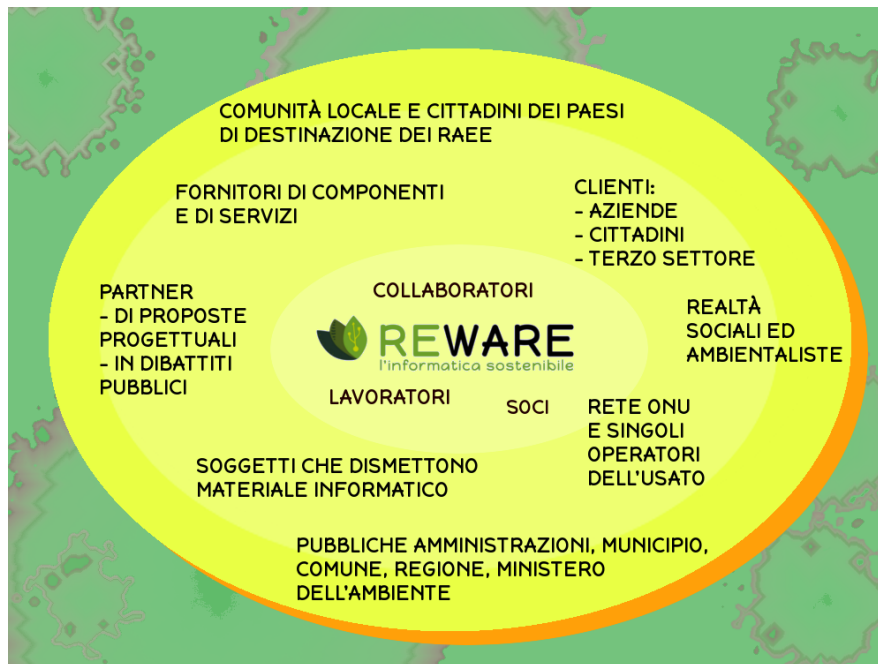 COMUNITÀ LOCALE E CITTADINI DEI PAESI
DI DESTINAZIONE DEI RAEE
FORNITORI DI COMPONENTI
E DI SERVIZI
CLIENTI:
- AZIENDE
- CITTADINI
- TERZO SETTORE
PARTNER
- DI PROPOSTE
PROGETTUALI
- IN DIBATTITI
PUBBLICI
COLLABORATORI
REWARE
l'informatica sostenibile
LAVORATORI
SOCI
REALTÀ
SOCIALI ED
AMBIENTALISTE
RETE ONU
E SINGOLI
OPERATORI
DELL'USATO
SOGGETTI CHE DISMETTONO
MATERIALE INFORMATICO
PUBBLICHE AMMINISTRAZIONI, MUNICIPIO,
COMUNE, REGIONE, MINISTERO
DELL'AMBIENTE